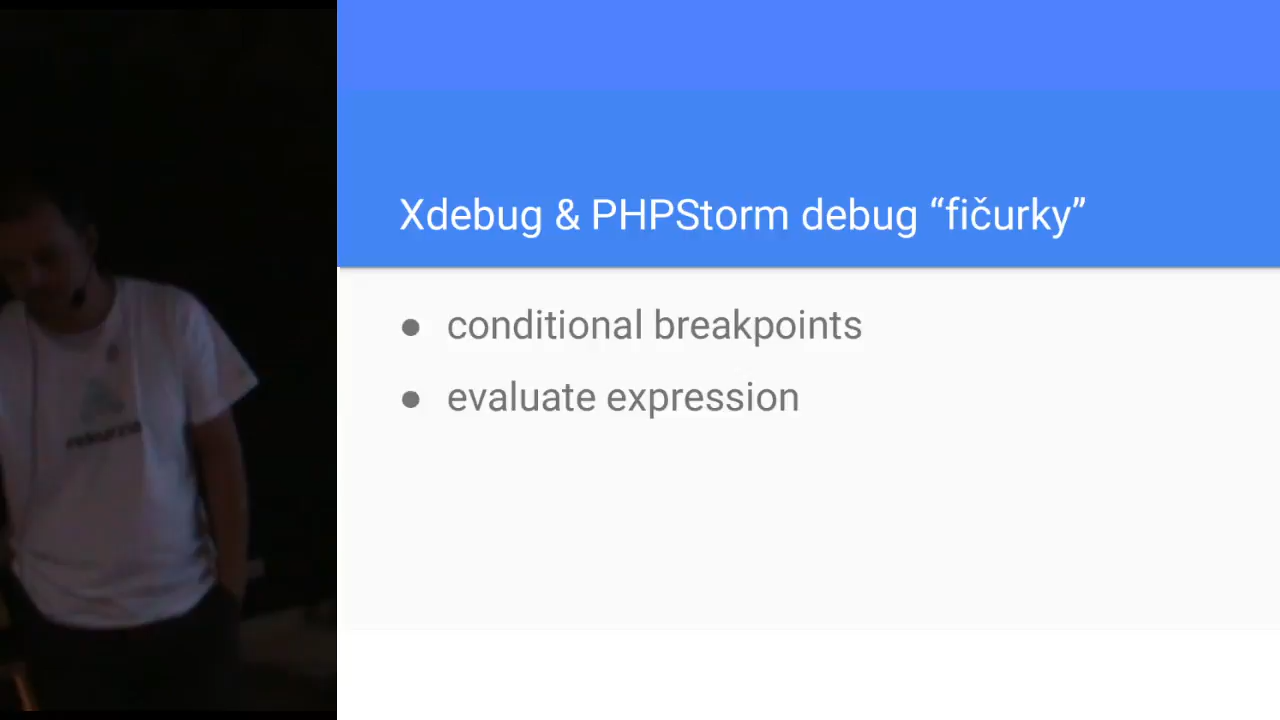 Xdebug & PHPStorm debug “fičurky”
● conditional breakpoints
● evaluate expression